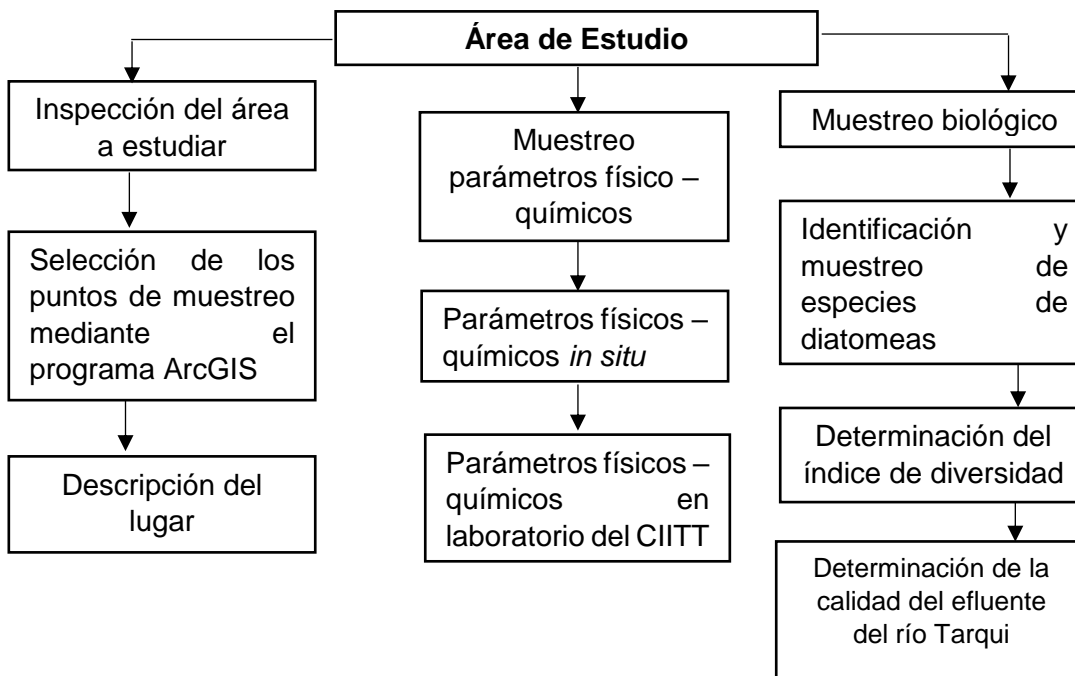 Área de Estudio
Inspección del área
a estudiar
Selección de los
puntos de muestreo
mediante el
programa ArcGIS
Descripción del
lugar
Muestreo
parámetros físico –
químicos
Parámetros físicos –
químicos in situ
Parámetros físicos –
químicos en
laboratorio del CIITT
Muestreo biológico
Identificación y
muestreo de
especies de
diatomeas
Determinación del
índice de diversidad
Determinación de la
calidad del efluente
del río Tarqui